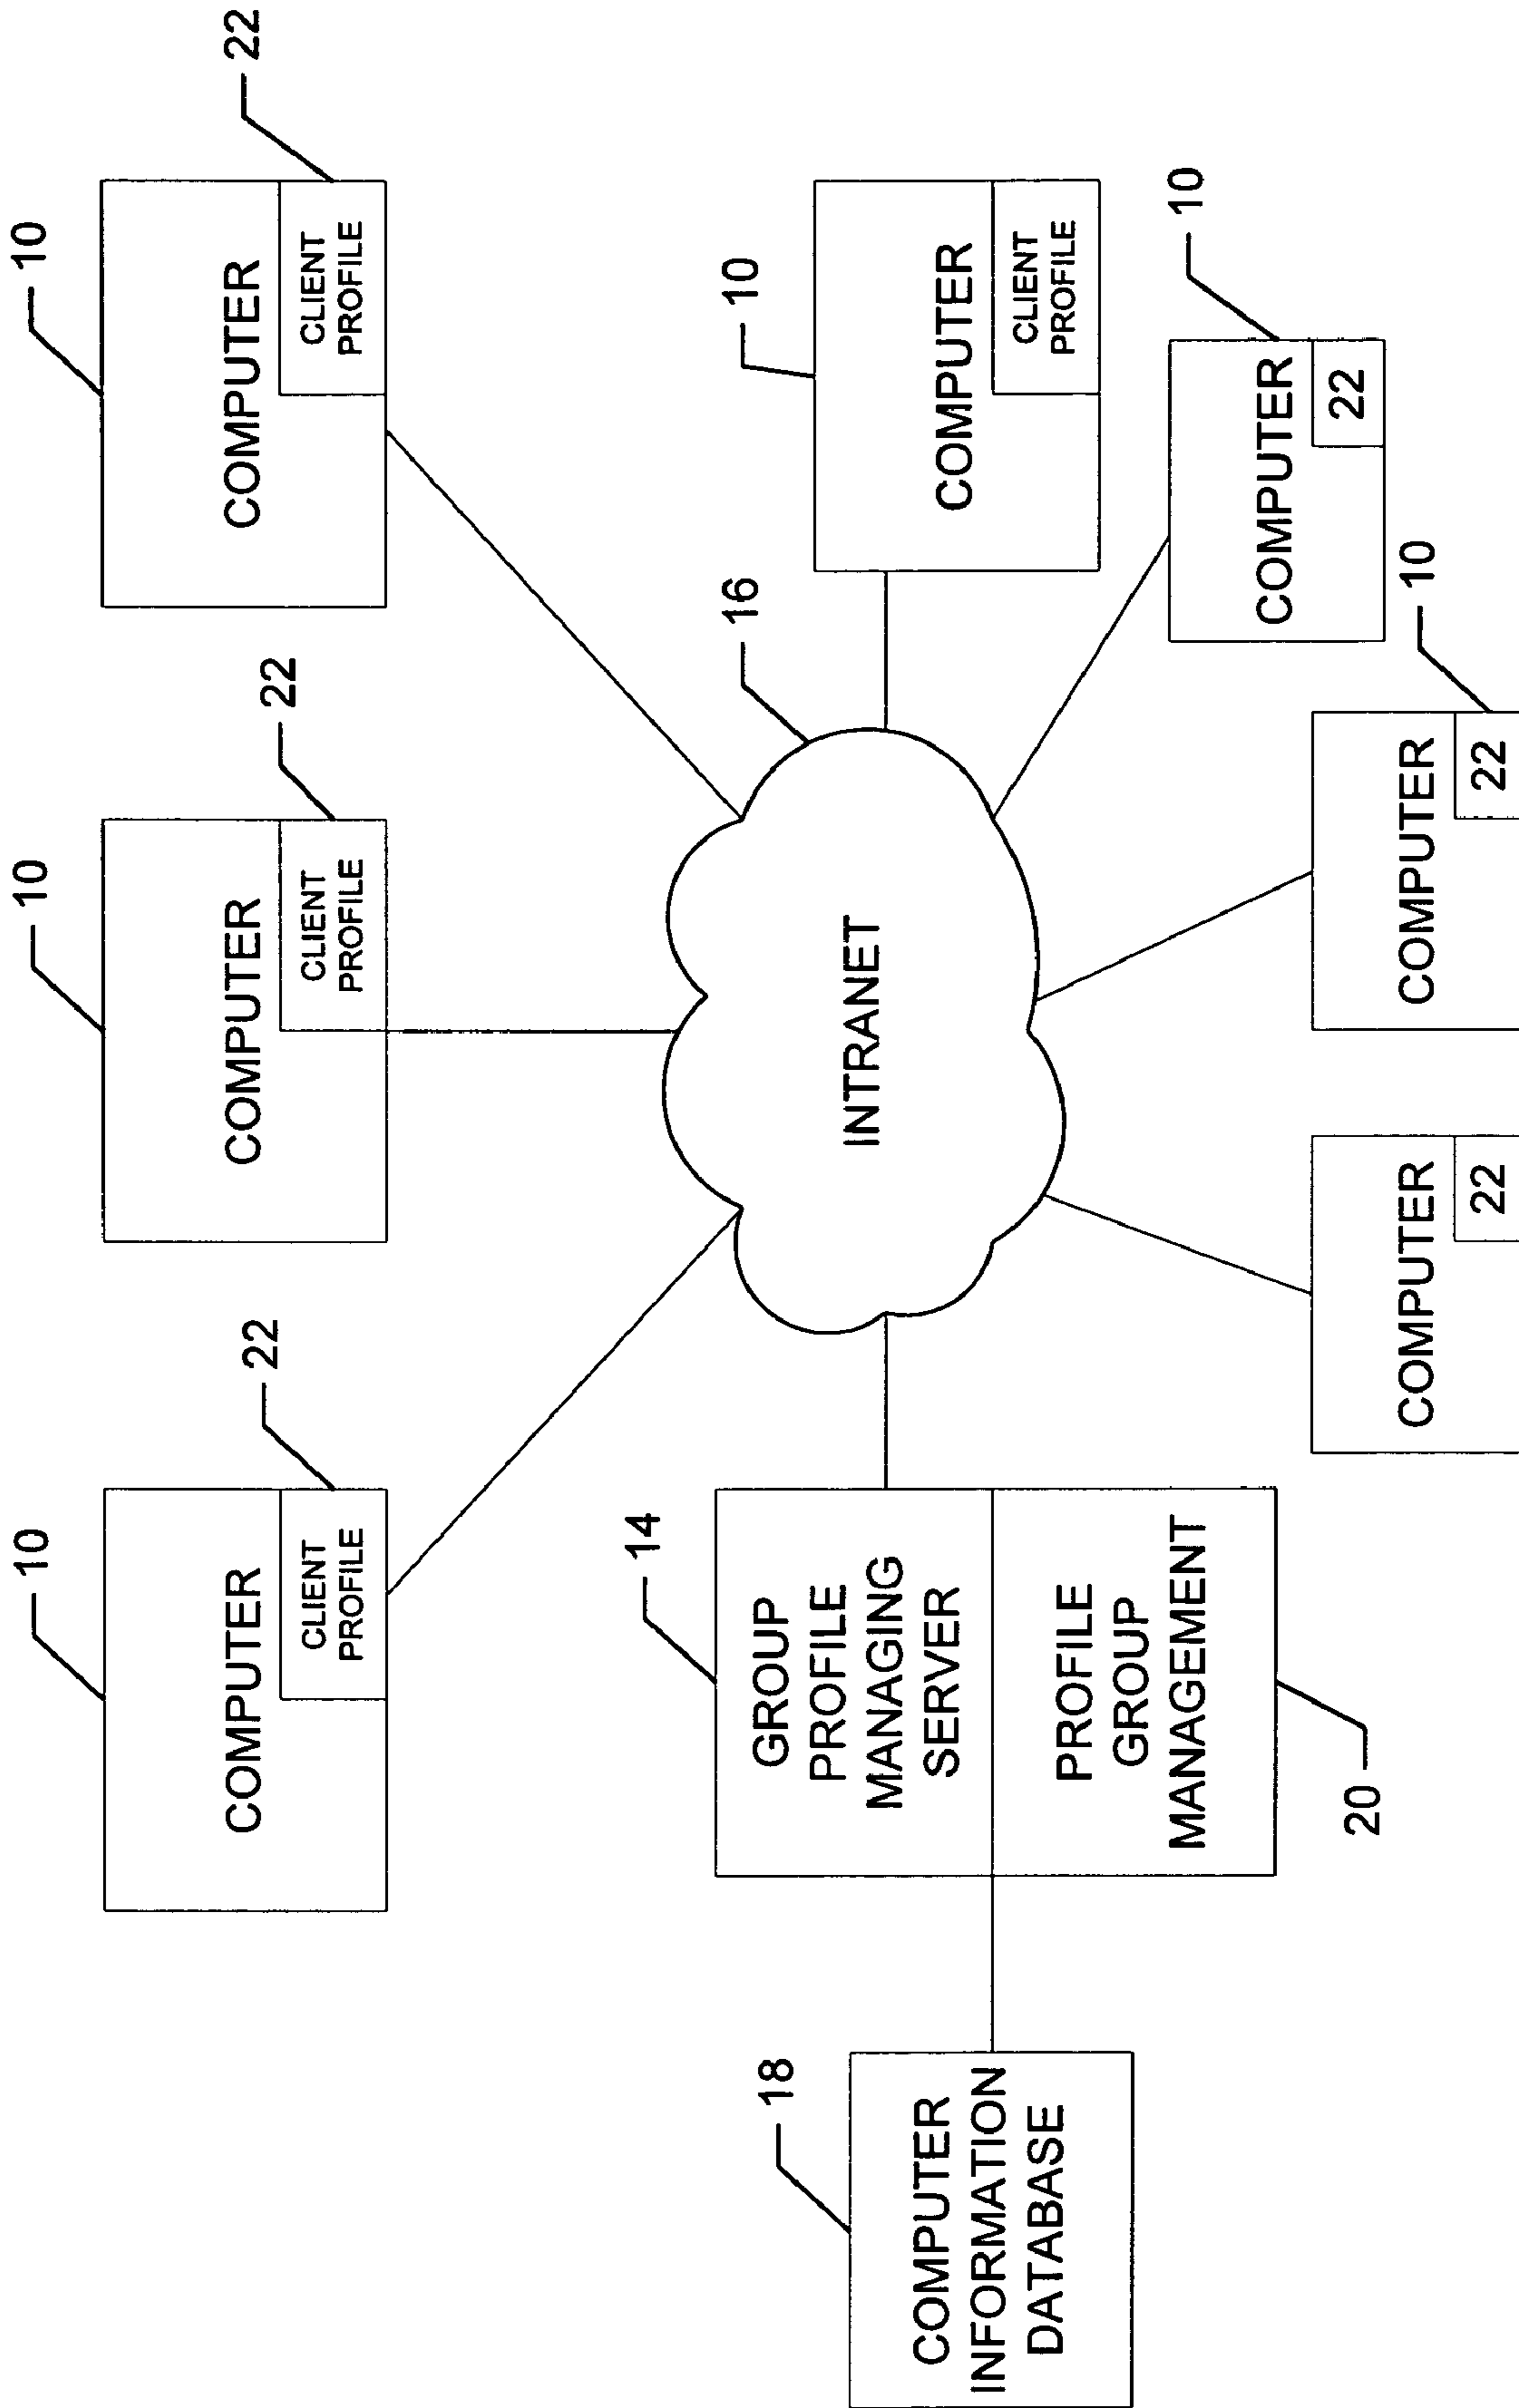 10
COMPUTER
CLIENT
PROFILE
22
10
COMPUTER
CLIENT
PROFILE
22
10
COMPUTER
CLIENT
PROFILE
22
18
COMPUTER
INFORMATION
DATABASE
14
GROUP
PROFILE
MANAGING
SERVER
PROFILE
GROUP
MANAGEMENT
20
16
INTRANET
10
COMPUTER
CLIENT
PROFILE
10
COMPUTER
22
COMPUTER
22
10
COMPUTER
22